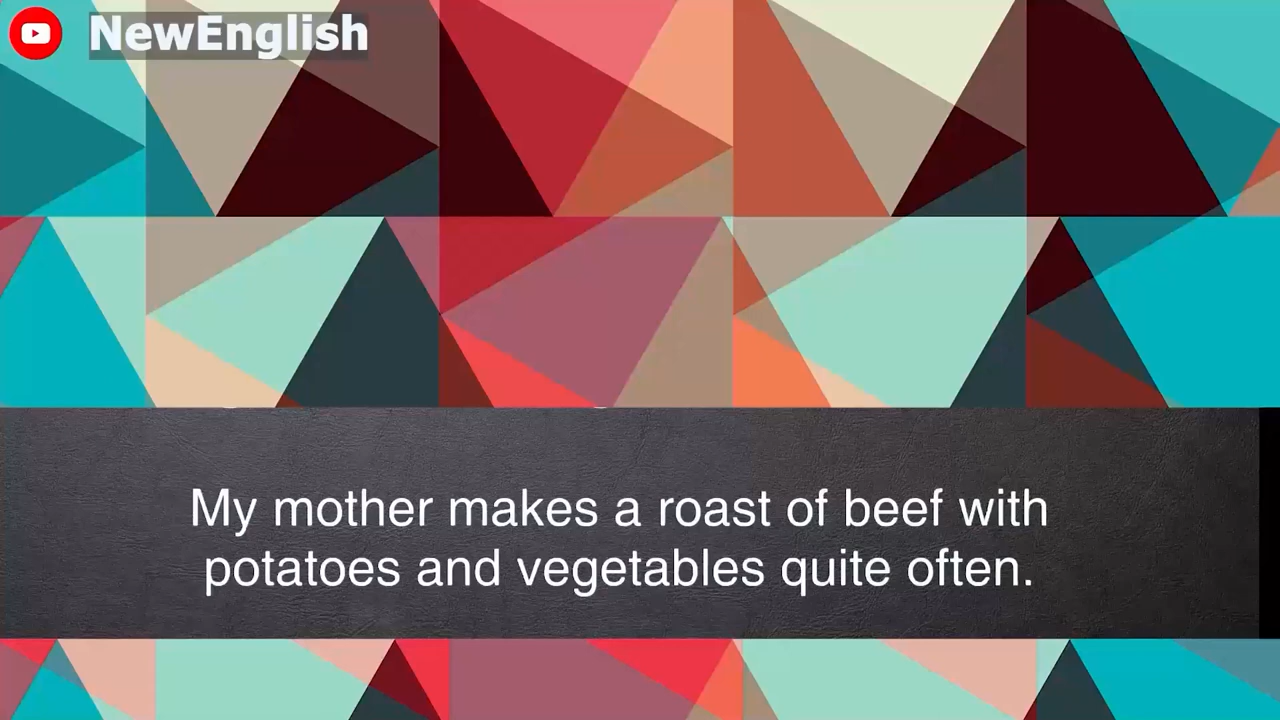 NewEnglish
My mother makes a roast of beef with
potatoes and vegetables quite often.